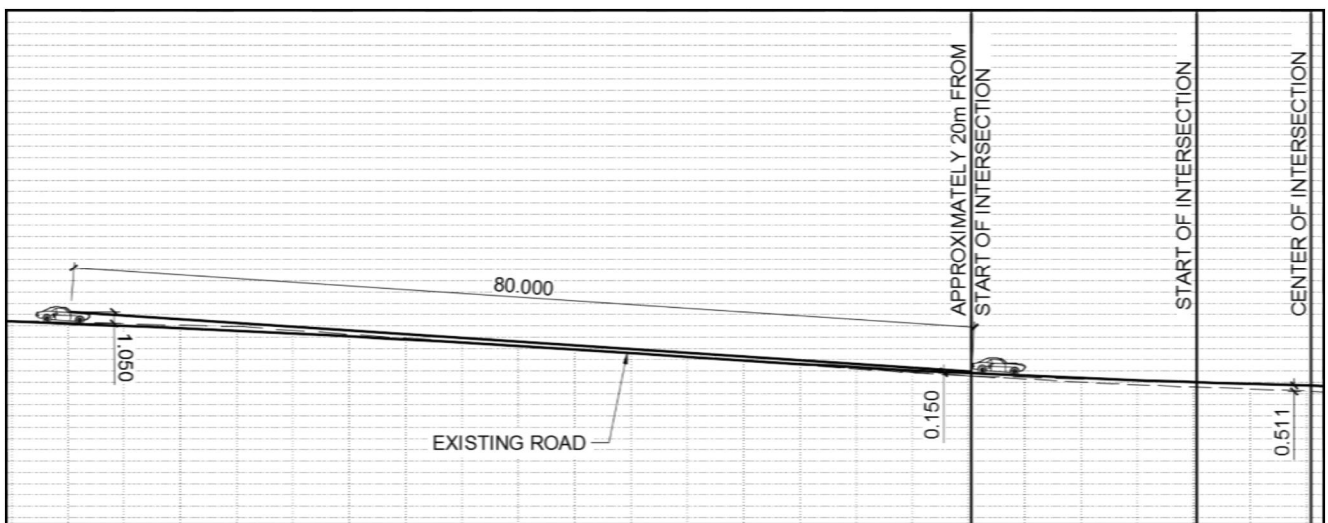 APPROXIMATELY 20m FROM
START OF INTERSECTION
START OF INTERSECTION
CENTER OF INTERSECTION
80.000
1.050
0.150
0.511
EXISTING ROAD